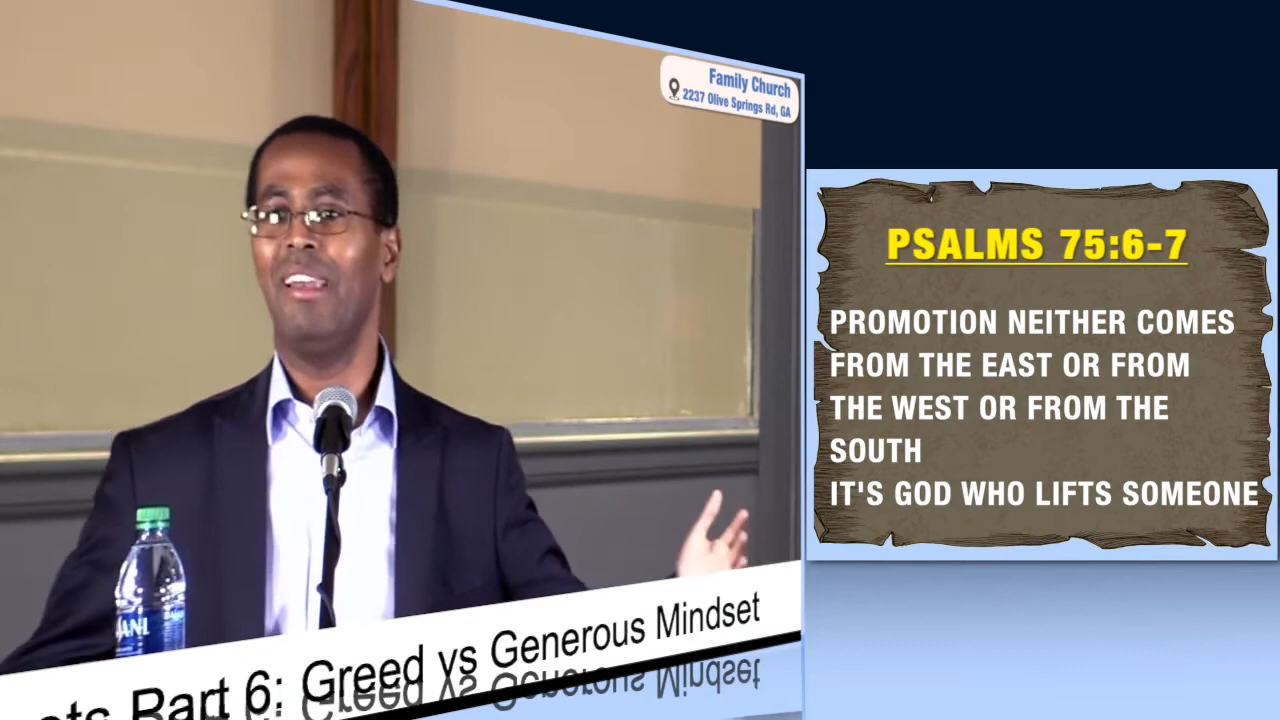 Family Church
2237 Olive Springs Rd, GA
PSALMS 75:6-7
PROMOTION NEITHER COMES
FROM THE EAST OR FROM
THE WEST OR FROM THE
SOUTH
IT'S GOD WHO LIFTS SOMEONE
Part 6: Greed vs Generous Mindset